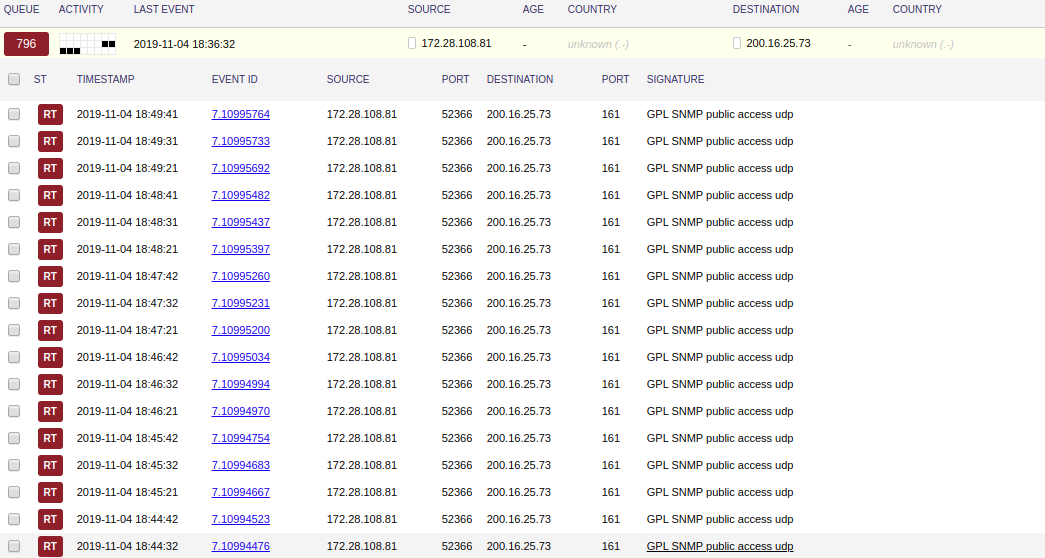 QUEUE ACTIVITY LAST EVENT SOURCE AGE COUNTRY DESTINATION AGE COUNTRY
796 2019-11-04 18:36:32 172.28.108.81 - unknown (.-) 200.16.25.73 - unknown (.-)
ST TIMESTAMP EVENT ID SOURCE PORT DESTINATION PORT SIGNATURE
RT 2019-11-04 18:49:41 7.10995764 172.28.108.81 52366 200.16.25.73 161 GPL SNMP public access udp
RT 2019-11-04 18:49:31 7.10995733 172.28.108.81 52366 200.16.25.73 161 GPL SNMP public access udp
RT 2019-11-04 18:49:21 7.10995692 172.28.108.81 52366 200.16.25.73 161 GPL SNMP public access udp
RT 2019-11-04 18:48:41 7.10995482 172.28.108.81 52366 200.16.25.73 161 GPL SNMP public access udp
RT 2019-11-04 18:48:31 7.10995437 172.28.108.81 52366 200.16.25.73 161 GPL SNMP public access udp
RT 2019-11-04 18:48:21 7.10995397 172.28.108.81 52366 200.16.25.73 161 GPL SNMP public access udp
RT 2019-11-04 18:47:42 7.10995260 172.28.108.81 52366 200.16.25.73 161 GPL SNMP public access udp
RT 2019-11-04 18:47:32 7.10995231 172.28.108.81 52366 200.16.25.73 161 GPL SNMP public access udp
RT 2019-11-04 18:47:21 7.10995200 172.28.108.81 52366 200.16.25.73 161 GPL SNMP public access udp
RT 2019-11-04 18:46:42 7.10995034 172.28.108.81 52366 200.16.25.73 161 GPL SNMP public access udp
RT 2019-11-04 18:46:32 7.10994994 172.28.108.81 52366 200.16.25.73 161 GPL SNMP public access udp
RT 2019-11-04 18:46:21 7.10994970 172.28.108.81 52366 200.16.25.73 161 GPL SNMP public access udp
RT 2019-11-04 18:45:42 7.10994754 172.28.108.81 52366 200.16.25.73 161 GPL SNMP public access udp
RT 2019-11-04 18:45:32 7.10994683 172.28.108.81 52366 200.16.25.73 161 GPL SNMP public access udp
RT 2019-11-04 18:45:21 7.10994667 172.28.108.81 52366 200.16.25.73 161 GPL SNMP public access udp
RT 2019-11-04 18:44:42 7.10994523 172.28.108.81 52366 200.16.25.73 161 GPL SNMP public access udp
RT 2019-11-04 18:44:32 7.10994476 172.28.108.81 52366 200.16.25.73 161 GPL SNMP public access udp